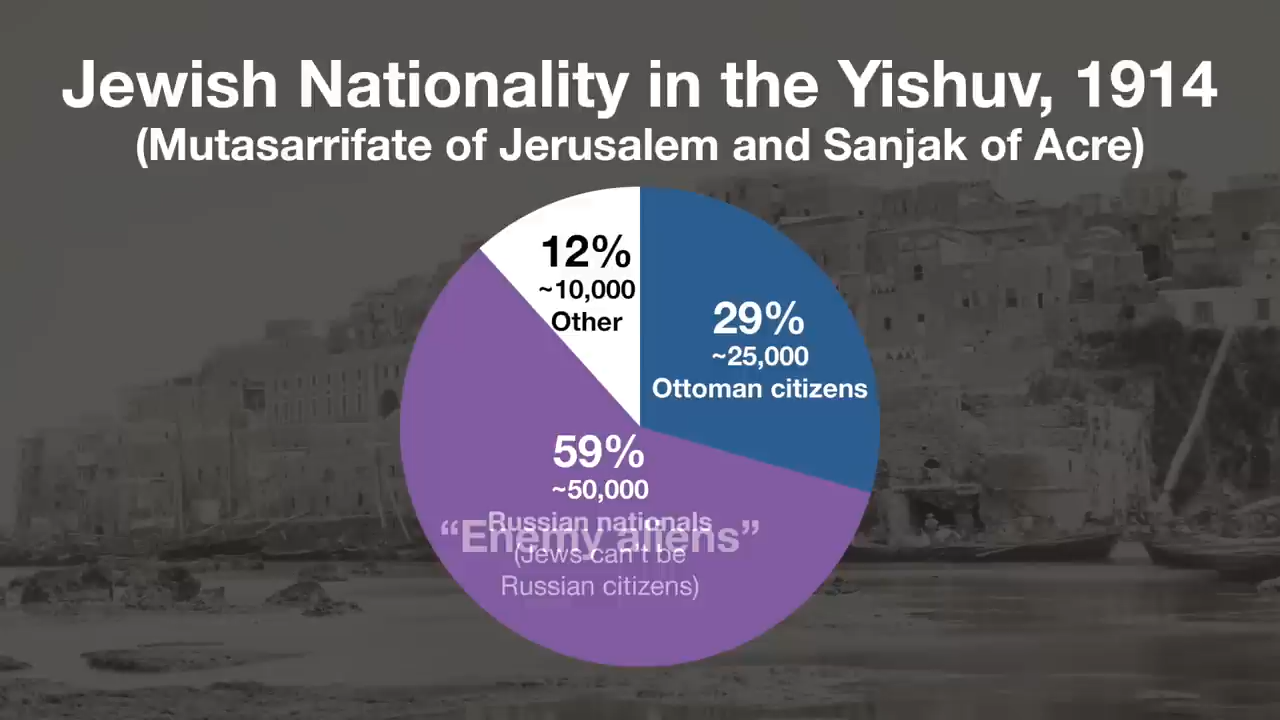 Jewish Nationality in the Yishuv, 1914
(Mutasarrifate of Jerusalem and Sanjak of Acre)
12%
~10,000
Other
29%
~25,000
Ottoman citizens
59%
~50,000
Russian nationals
“Enemy aliens”
(Jews can't be
Russian citizens)